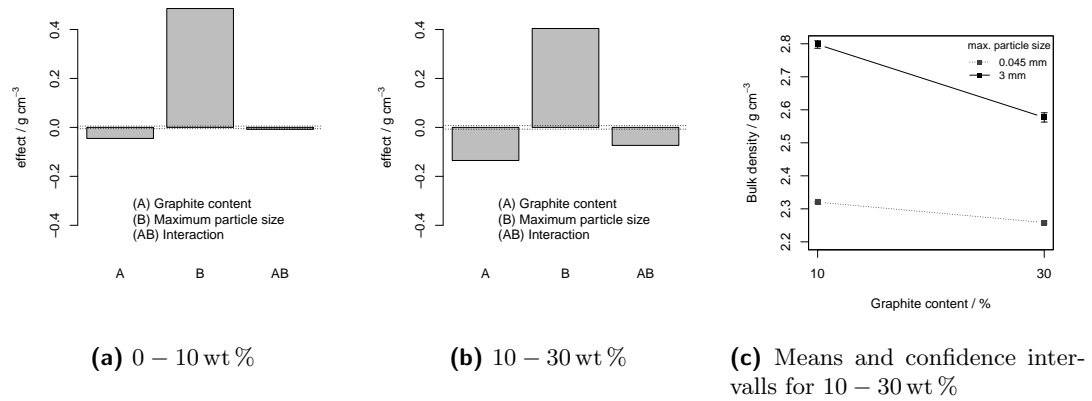 effect / g cm⁻³
0.4
0.2
0.0
−0.2
−0.4
(A) Graphite content
(B) Maximum particle size
(AB) Interaction
A B AB
(a) 0 – 10 wt %
effect / g cm⁻³
0.4
0.2
0.0
−0.2
−0.4
(A) Graphite content
(B) Maximum particle size
(AB) Interaction
A B AB
(b) 10 – 30 wt %
Bulk density / g cm⁻³
2.8
2.7
2.6
2.5
2.4
2.3
2.2
max. particle size
0.045 mm
3 mm
10 30
Graphite content / %
(c) Means and confidence inter-
valls for 10 – 30 wt %